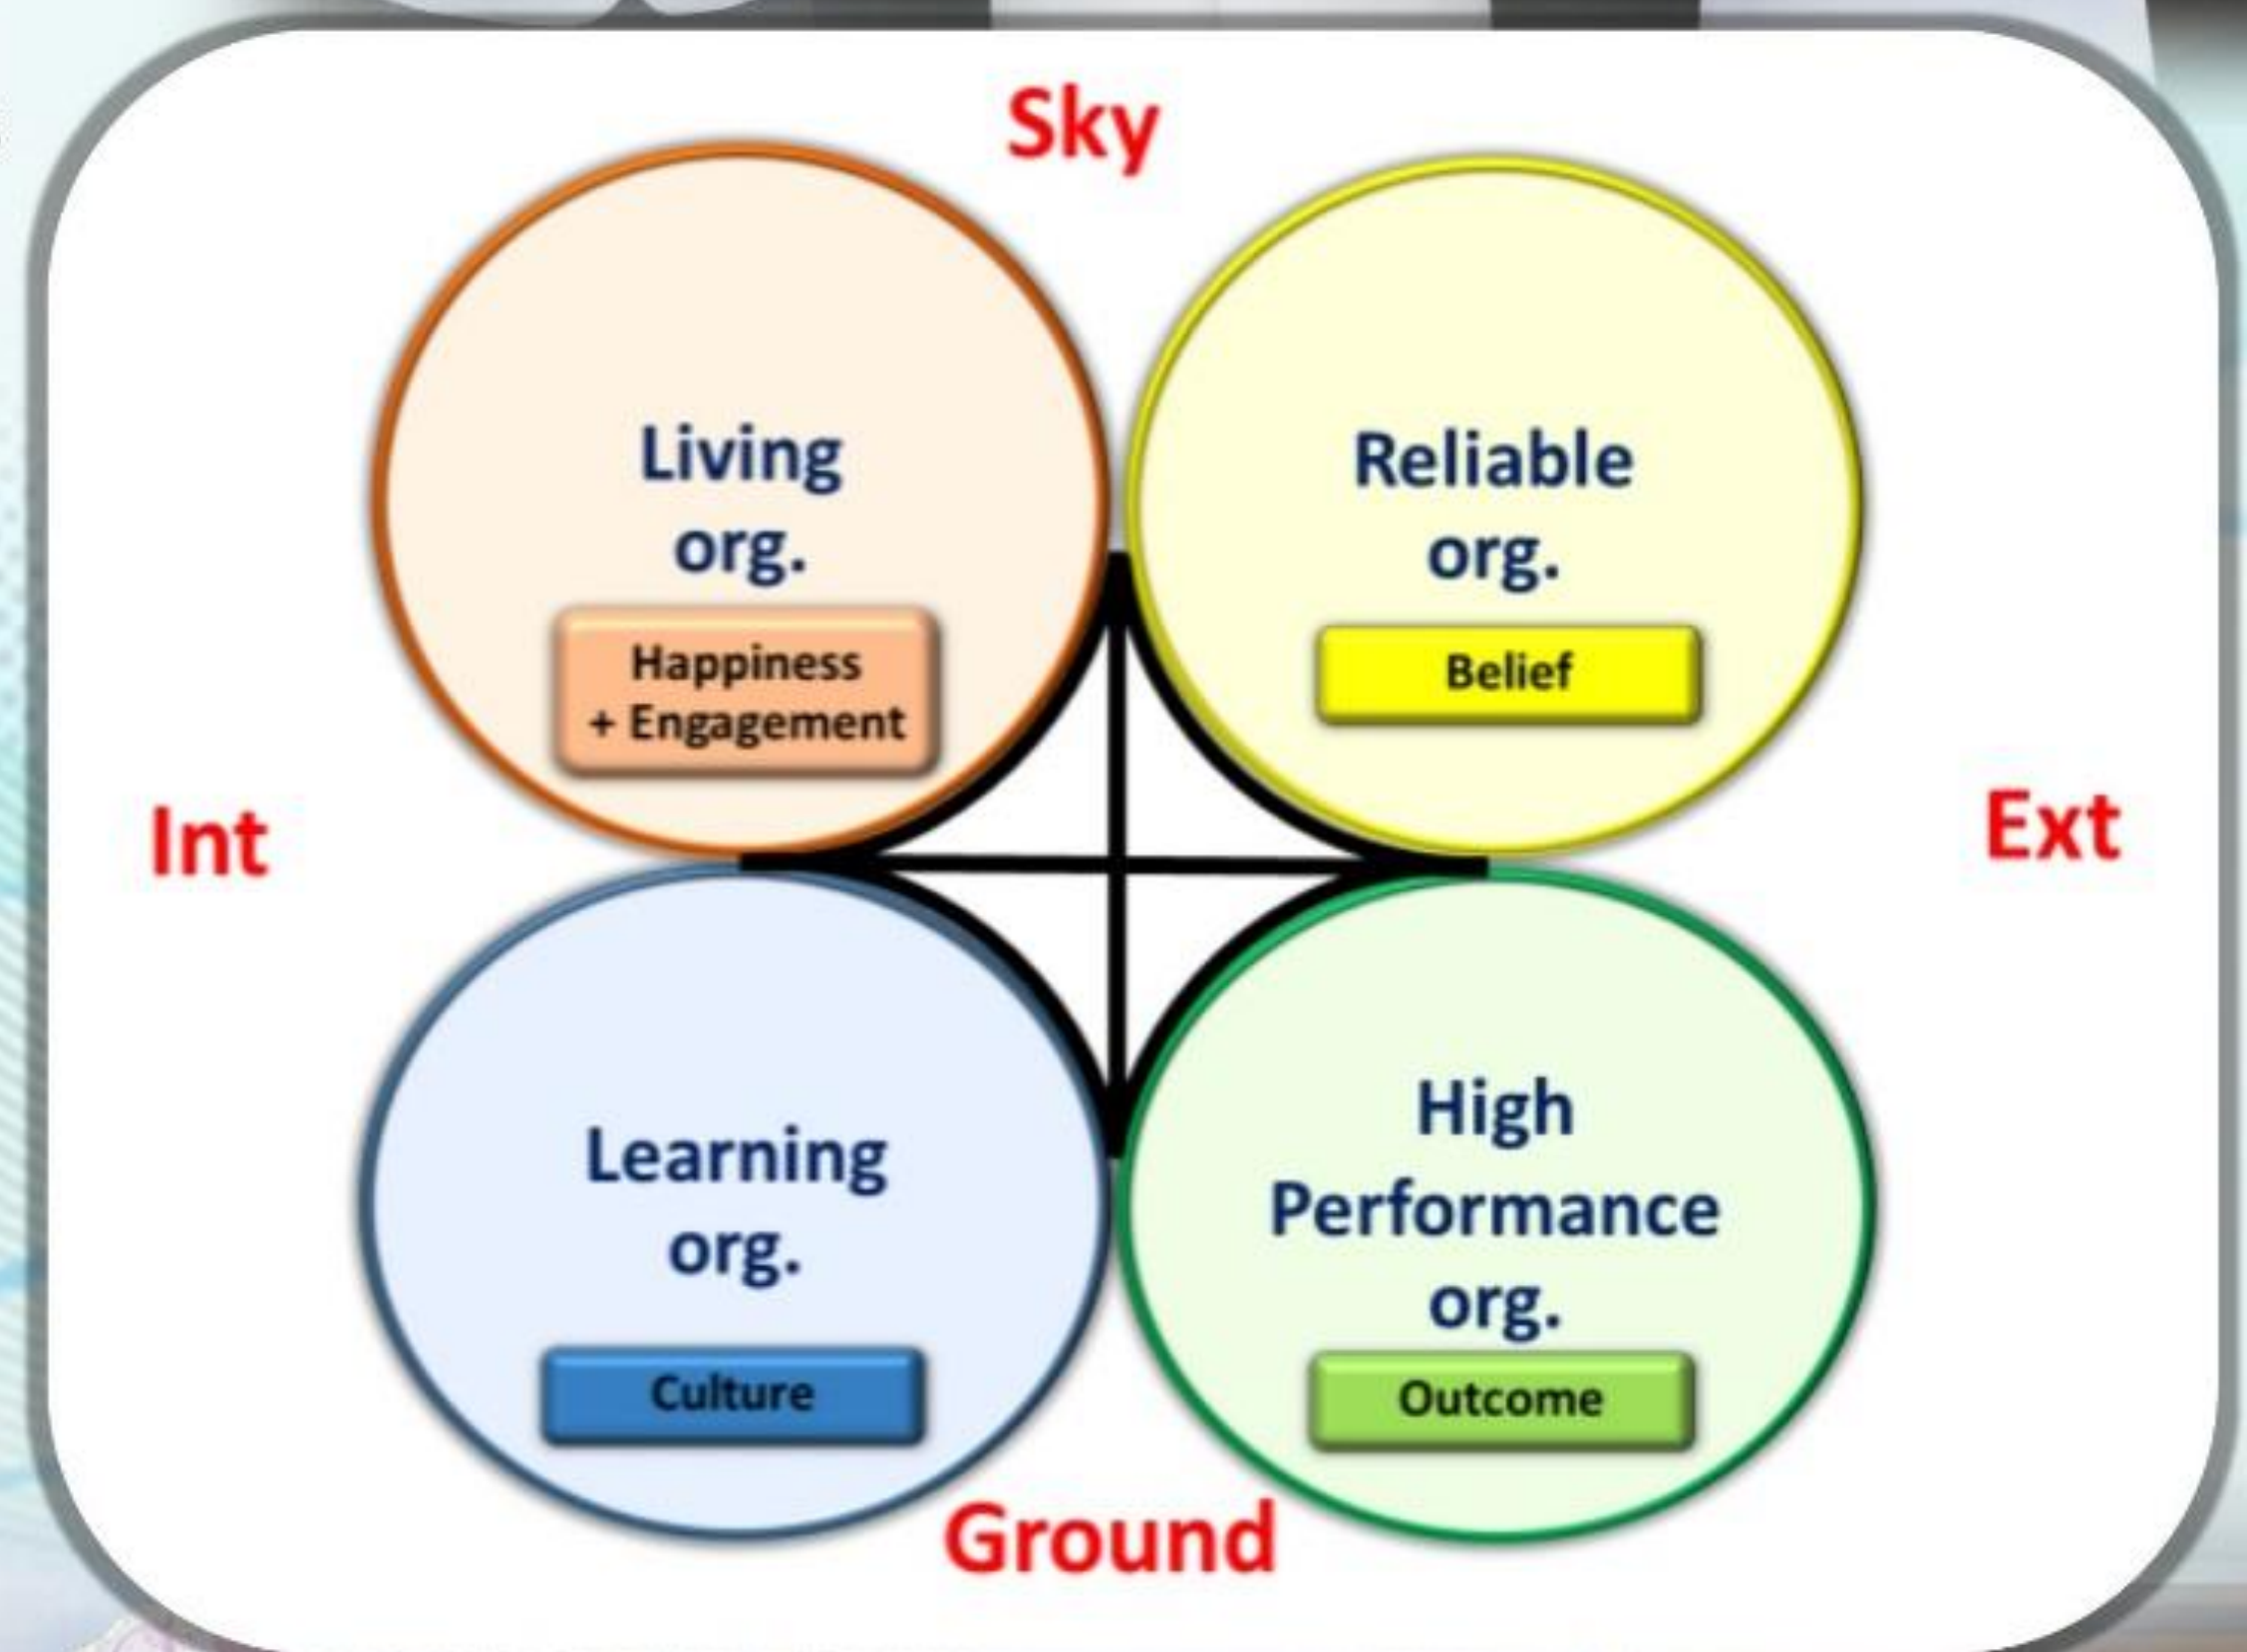 Sky
Living
org.
Happiness
+ Engagement
Reliable
org.
Belief
Int
Ext
Learning
org.
Culture
High
Performance
org.
Outcome
Ground